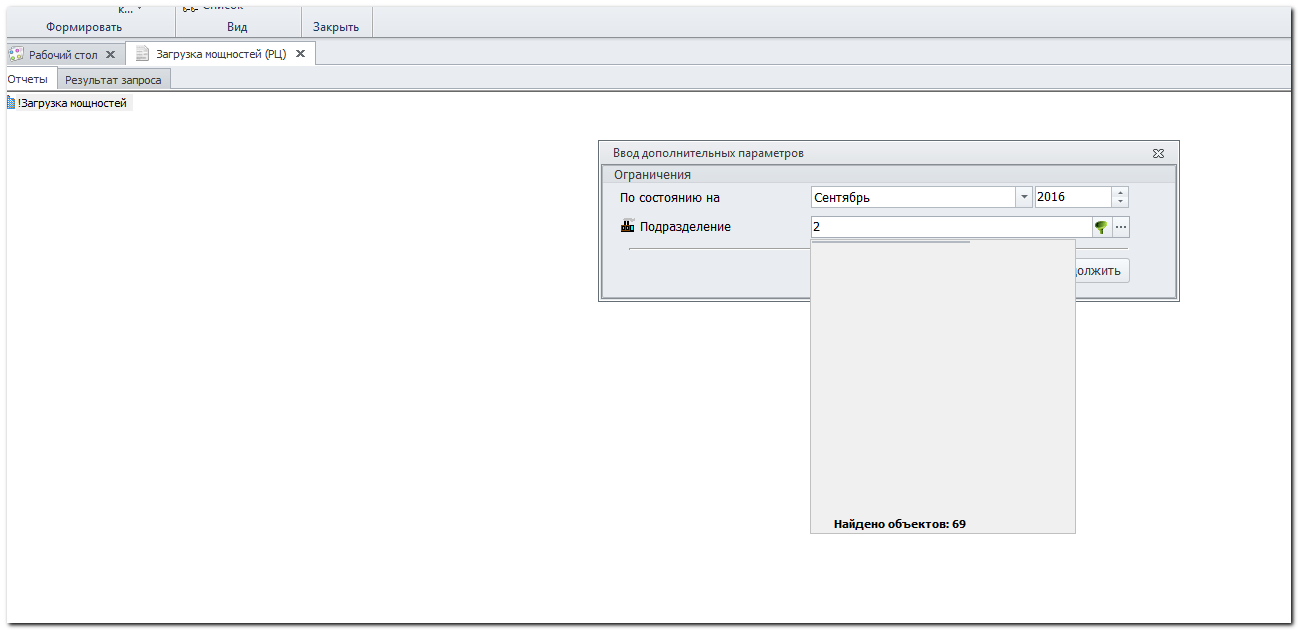 к...
Список
Формировать
Вид
Закрыть
Рабочий стол
Загрузка мощностей (РЦ)
Отчеты
Результат запроса
!Загрузка мощностей
Ввод дополнительных параметров
Ограничения
По состоянию на
Сентябрь
2016
Подразделение
2
...
олжить
Найдено объектов: 69